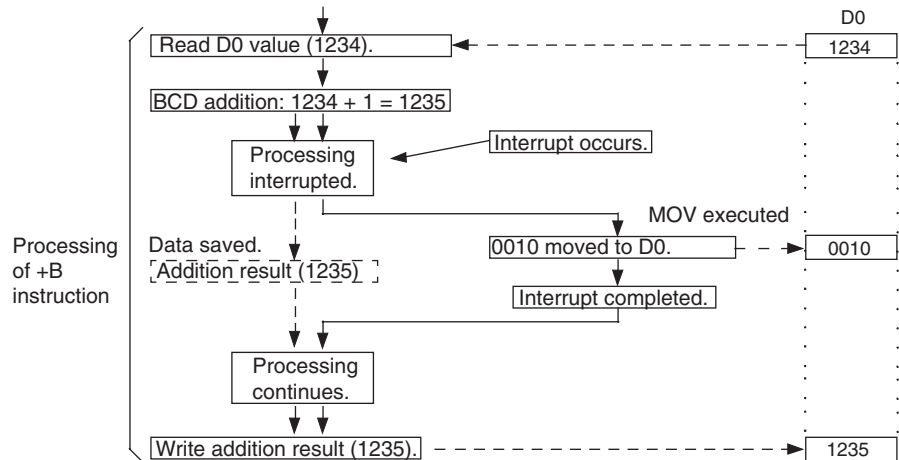 D0
Read D0 value (1234).
1234
BCD addition: 1234 + 1 = 1235
Interrupt occurs.
Processing
interrupted.
MOV executed
Processing
of +B
instruction
Data saved.
0010 moved to D0.
0010
Addition result (1235)
Interrupt completed.
Processing
continues.
Write addition result (1235).
1235